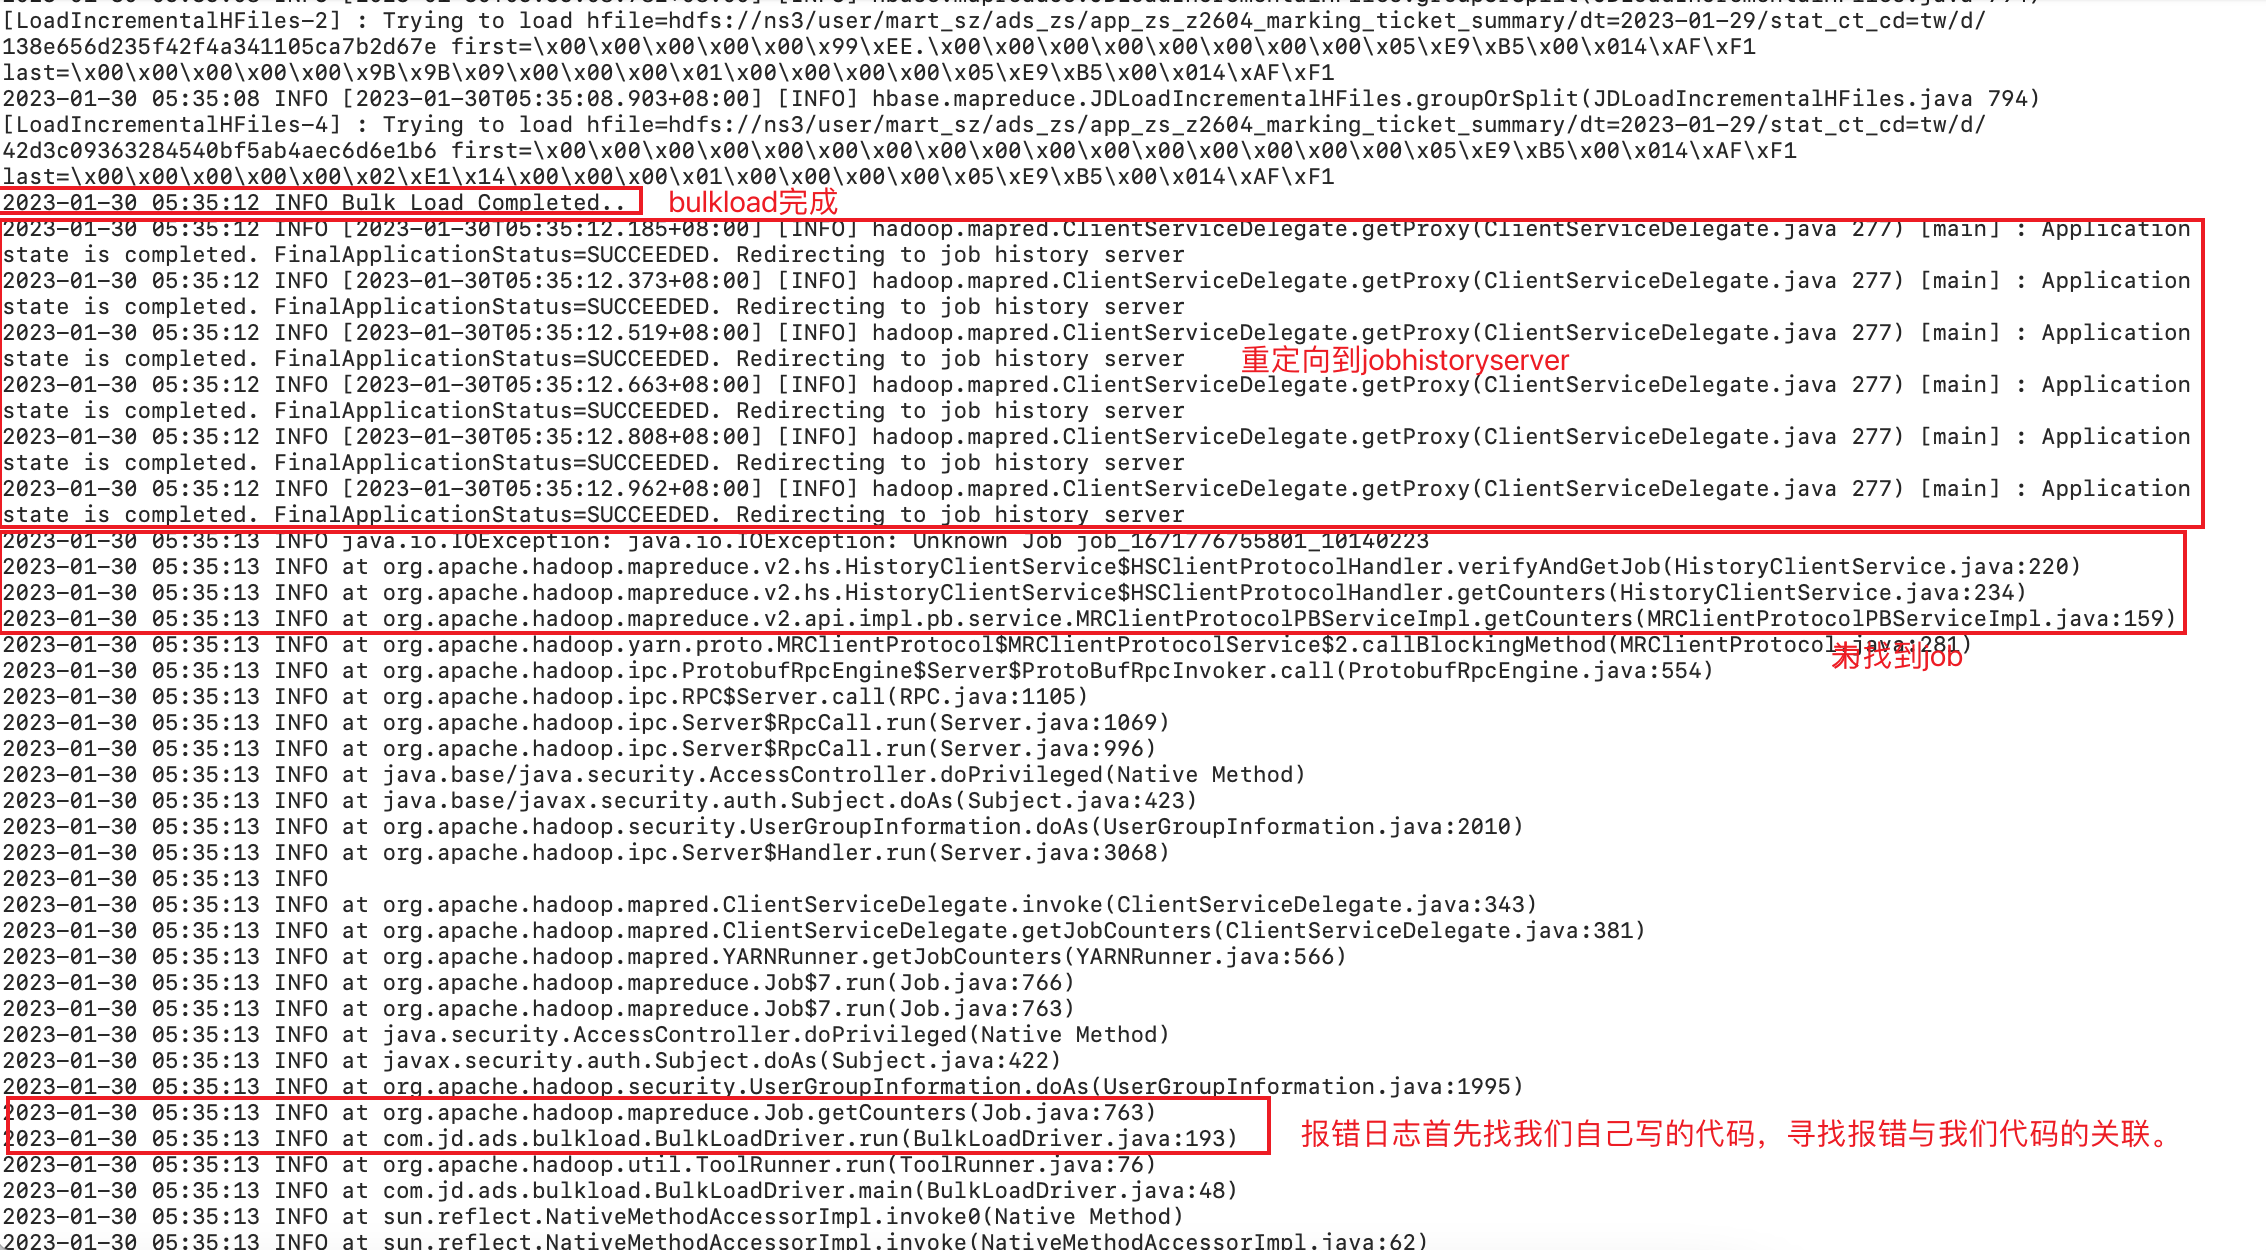 [LoadIncrementalHFiles-2] : Trying to load hfile=hdfs://ns3/user/mart_sz/ads_zs/app_zs_z2604_marking_ticket_summary/dt=2023-01-29/stat_ct_cd=tw/d/
138e656d235f42f4a341105ca7b2d67e first=\x00\x00\x00\x00\x00\x99\xEE.\x00\x00\x00\x00\x00\x00\x00\x00\x05\xE9\xB5\x00\x014\xAF\xF1
last=\x00\x00\x00\x00\x00\x9B\x9B\x09\x00\x00\x00\x01\x00\x00\x00\x00\x05\xE9\xB5\x00\x014\xAF\xF1
2023-01-30 05:35:08 INFO [2023-01-30T05:35:08.903+08:00] [INFO] hbase.mapreduce.JDLoadIncrementalHFiles.groupOrSplit(JDLoadIncrementalHFiles.java 794)
[LoadIncrementalHFiles-4] : Trying to load hfile=hdfs://ns3/user/mart_sz/ads_zs/app_zs_z2604_marking_ticket_summary/dt=2023-01-29/stat_ct_cd=tw/d/
42d3c09363284540bf5ab4aec6d6e1b6 first=\x00\x00\x00\x00\x00\x00\x00\x00\x00\x00\x00\x00\x00\x00\x00\x00\x05\xE9\xB5\x00\x014\xAF\xF1
last=\x00\x00\x00\x00\x00\x02\xE1\x14\x00\x00\x00\x01\x00\x00\x00\x00\x05\xE9\xB5\x00\x014\xAF\xF1
2023-01-30 05:35:12 INFO Bulk Load Completed.. bulkload完成
2023-01-30 05:35:12 INFO [2023-01-30T05:35:12.185+08:00] [INFO] hadoop.mapred.ClientServiceDelegate.getProxy(ClientServiceDelegate.java 277) [main] : Application
state is completed. FinalApplicationStatus=SUCCEEDED. Redirecting to job history server
2023-01-30 05:35:12 INFO [2023-01-30T05:35:12.373+08:00] [INFO] hadoop.mapred.ClientServiceDelegate.getProxy(ClientServiceDelegate.java 277) [main] : Application
state is completed. FinalApplicationStatus=SUCCEEDED. Redirecting to job history server
2023-01-30 05:35:12 INFO [2023-01-30T05:35:12.519+08:00] [INFO] hadoop.mapred.ClientServiceDelegate.getProxy(ClientServiceDelegate.java 277) [main] : Application
state is completed. FinalApplicationStatus=SUCCEEDED. Redirecting to job history server 重定向到jobhistoryserver
2023-01-30 05:35:12 INFO [2023-01-30T05:35:12.663+08:00] [INFO] hadoop.mapred.ClientServiceDelegate.getProxy(ClientServiceDelegate.java 277) [main] : Application
state is completed. FinalApplicationStatus=SUCCEEDED. Redirecting to job history server
2023-01-30 05:35:12 INFO [2023-01-30T05:35:12.808+08:00] [INFO] hadoop.mapred.ClientServiceDelegate.getProxy(ClientServiceDelegate.java 277) [main] : Application
state is completed. FinalApplicationStatus=SUCCEEDED. Redirecting to job history server
2023-01-30 05:35:12 INFO [2023-01-30T05:35:12.962+08:00] [INFO] hadoop.mapred.ClientServiceDelegate.getProxy(ClientServiceDelegate.java 277) [main] : Application
state is completed. FinalApplicationStatus=SUCCEEDED. Redirecting to job history server
2023-01-30 05:35:13 INFO java.io.IOException: java.io.IOException: Unknown Job job_1671776755801_10140223
2023-01-30 05:35:13 INFO at org.apache.hadoop.mapreduce.v2.hs.HistoryClientService$HSClientProtocolHandler.verifyAndGetJob(HistoryClientService.java:220)
2023-01-30 05:35:13 INFO at org.apache.hadoop.mapreduce.v2.hs.HistoryClientService$HSClientProtocolHandler.getCounters(HistoryClientService.java:234)
2023-01-30 05:35:13 INFO at org.apache.hadoop.mapreduce.v2.api.impl.pb.service.MRClientProtocolPBServiceImpl.getCounters(MRClientProtocolPBServiceImpl.java:159)
2023-01-30 05:35:13 INFO at org.apache.hadoop.yarn.proto.MRClientProtocol$MRClientProtocolService$2.callBlockingMethod(MRClientProtocol.java:281)
未找到job
2023-01-30 05:35:13 INFO at org.apache.hadoop.ipc.ProtobufRpcEngine$Server$ProtoBufRpcInvoker.call(ProtobufRpcEngine.java:554)
2023-01-30 05:35:13 INFO at org.apache.hadoop.ipc.RPC$Server.call(RPC.java:1105)
2023-01-30 05:35:13 INFO at org.apache.hadoop.ipc.Server$RpcCall.run(Server.java:1069)
2023-01-30 05:35:13 INFO at org.apache.hadoop.ipc.Server$RpcCall.run(Server.java:996)
2023-01-30 05:35:13 INFO at java.base/java.security.AccessController.doPrivileged(Native Method)
2023-01-30 05:35:13 INFO at java.base/javax.security.auth.Subject.doAs(Subject.java:423)
2023-01-30 05:35:13 INFO at org.apache.hadoop.security.UserGroupInformation.doAs(UserGroupInformation.java:2010)
2023-01-30 05:35:13 INFO at org.apache.hadoop.ipc.Server$Handler.run(Server.java:3068)
2023-01-30 05:35:13 INFO
2023-01-30 05:35:13 INFO at org.apache.hadoop.mapred.ClientServiceDelegate.invoke(ClientServiceDelegate.java:343)
2023-01-30 05:35:13 INFO at org.apache.hadoop.mapred.ClientServiceDelegate.getJobCounters(ClientServiceDelegate.java:381)
2023-01-30 05:35:13 INFO at org.apache.hadoop.mapred.YARNRunner.getJobCounters(YARNRunner.java:566)
2023-01-30 05:35:13 INFO at org.apache.hadoop.mapreduce.Job$7.run(Job.java:766)
2023-01-30 05:35:13 INFO at org.apache.hadoop.mapreduce.Job$7.run(Job.java:763)
2023-01-30 05:35:13 INFO at java.security.AccessController.doPrivileged(Native Method)
2023-01-30 05:35:13 INFO at javax.security.auth.Subject.doAs(Subject.java:422)
2023-01-30 05:35:13 INFO at org.apache.hadoop.security.UserGroupInformation.doAs(UserGroupInformation.java:1995)
2023-01-30 05:35:13 INFO at org.apache.hadoop.mapreduce.Job.getCounters(Job.java:763)
2023-01-30 05:35:13 INFO at com.jd.ads.bulkload.BulkLoadDriver.run(BulkLoadDriver.java:193) 报错日志首先找我们自己写的代码，寻找报错与我们代码的关联。
2023-01-30 05:35:13 INFO at org.apache.hadoop.util.ToolRunner.run(ToolRunner.java:76)
2023-01-30 05:35:13 INFO at com.jd.ads.bulkload.BulkLoadDriver.main(BulkLoadDriver.java:48)
2023-01-30 05:35:13 INFO at sun.reflect.NativeMethodAccessorImpl.invoke0(Native Method)
2023-01-30 05:35:13 INFO at sun.reflect.NativeMethodAccessorImpl.invoke(NativeMethodAccessorImpl.java:62)